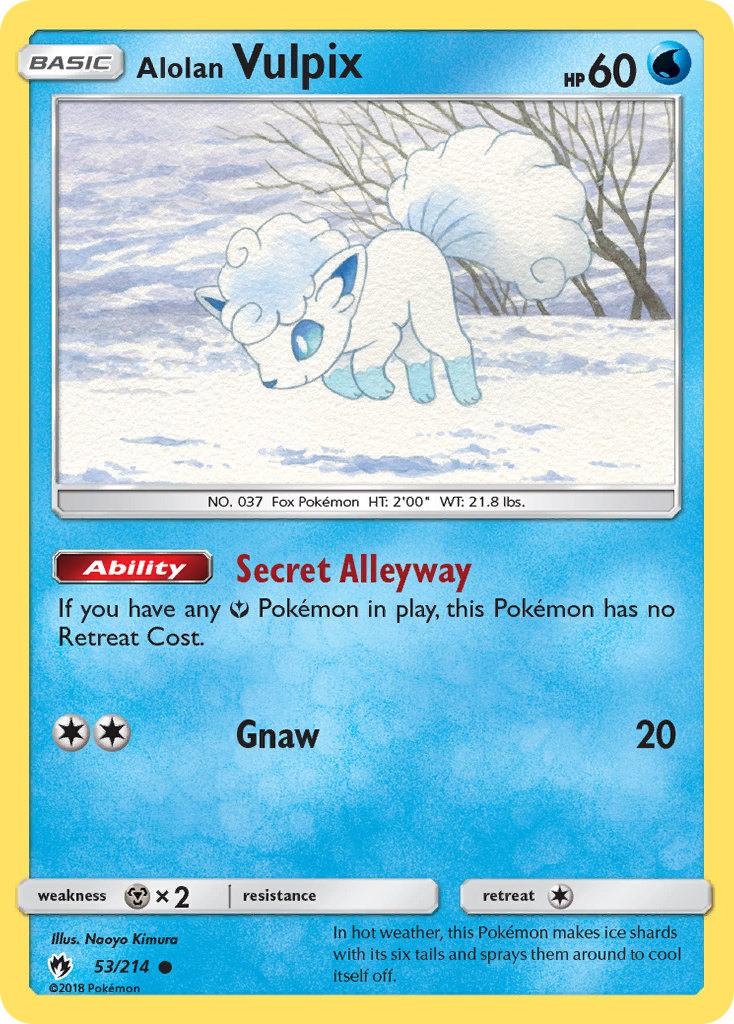 BASIC Alolan Vulpix HP60
NO. 037 Fox Pokémon HT: 2'00" WT: 21.8 lbs.
Ability Secret Alleyway
If you have any Pokémon in play, this Pokémon has no
Retreat Cost.
Gnaw 20
weakness ×2 resistance retreat
Illus. Naoyo Kimura
53/214
©2018 Pokémon
In hot weather, this Pokémon makes ice shards
with its six tails and sprays them around to cool
itself off.